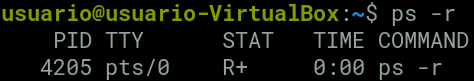 usuario@usuario-VirtualBox:~$ ps -r
PID TTY STAT TIME COMMAND
4205 pts/0 R+ 0:00 ps -r